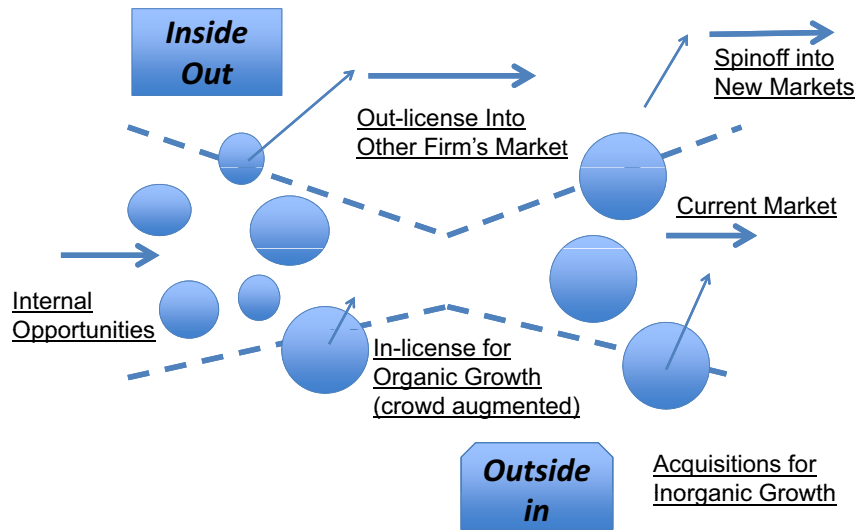 Inside
Out
Spinoff into
New Markets
Out-license Into
Other Firm's Market
Current Market
Internal
Opportunities
In-license for
Organic Growth
(crowd augmented)
Outside
in
Acquisitions for
Inorganic Growth